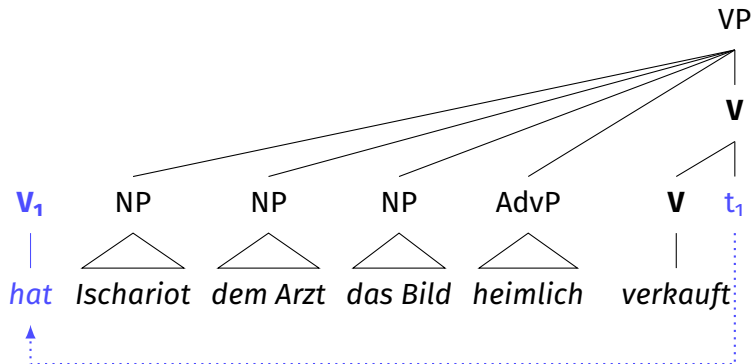 VP
V
V₁ NP NP NP AdvP V t₁
hat Ischariot dem Arzt das Bild heimlich verkauft